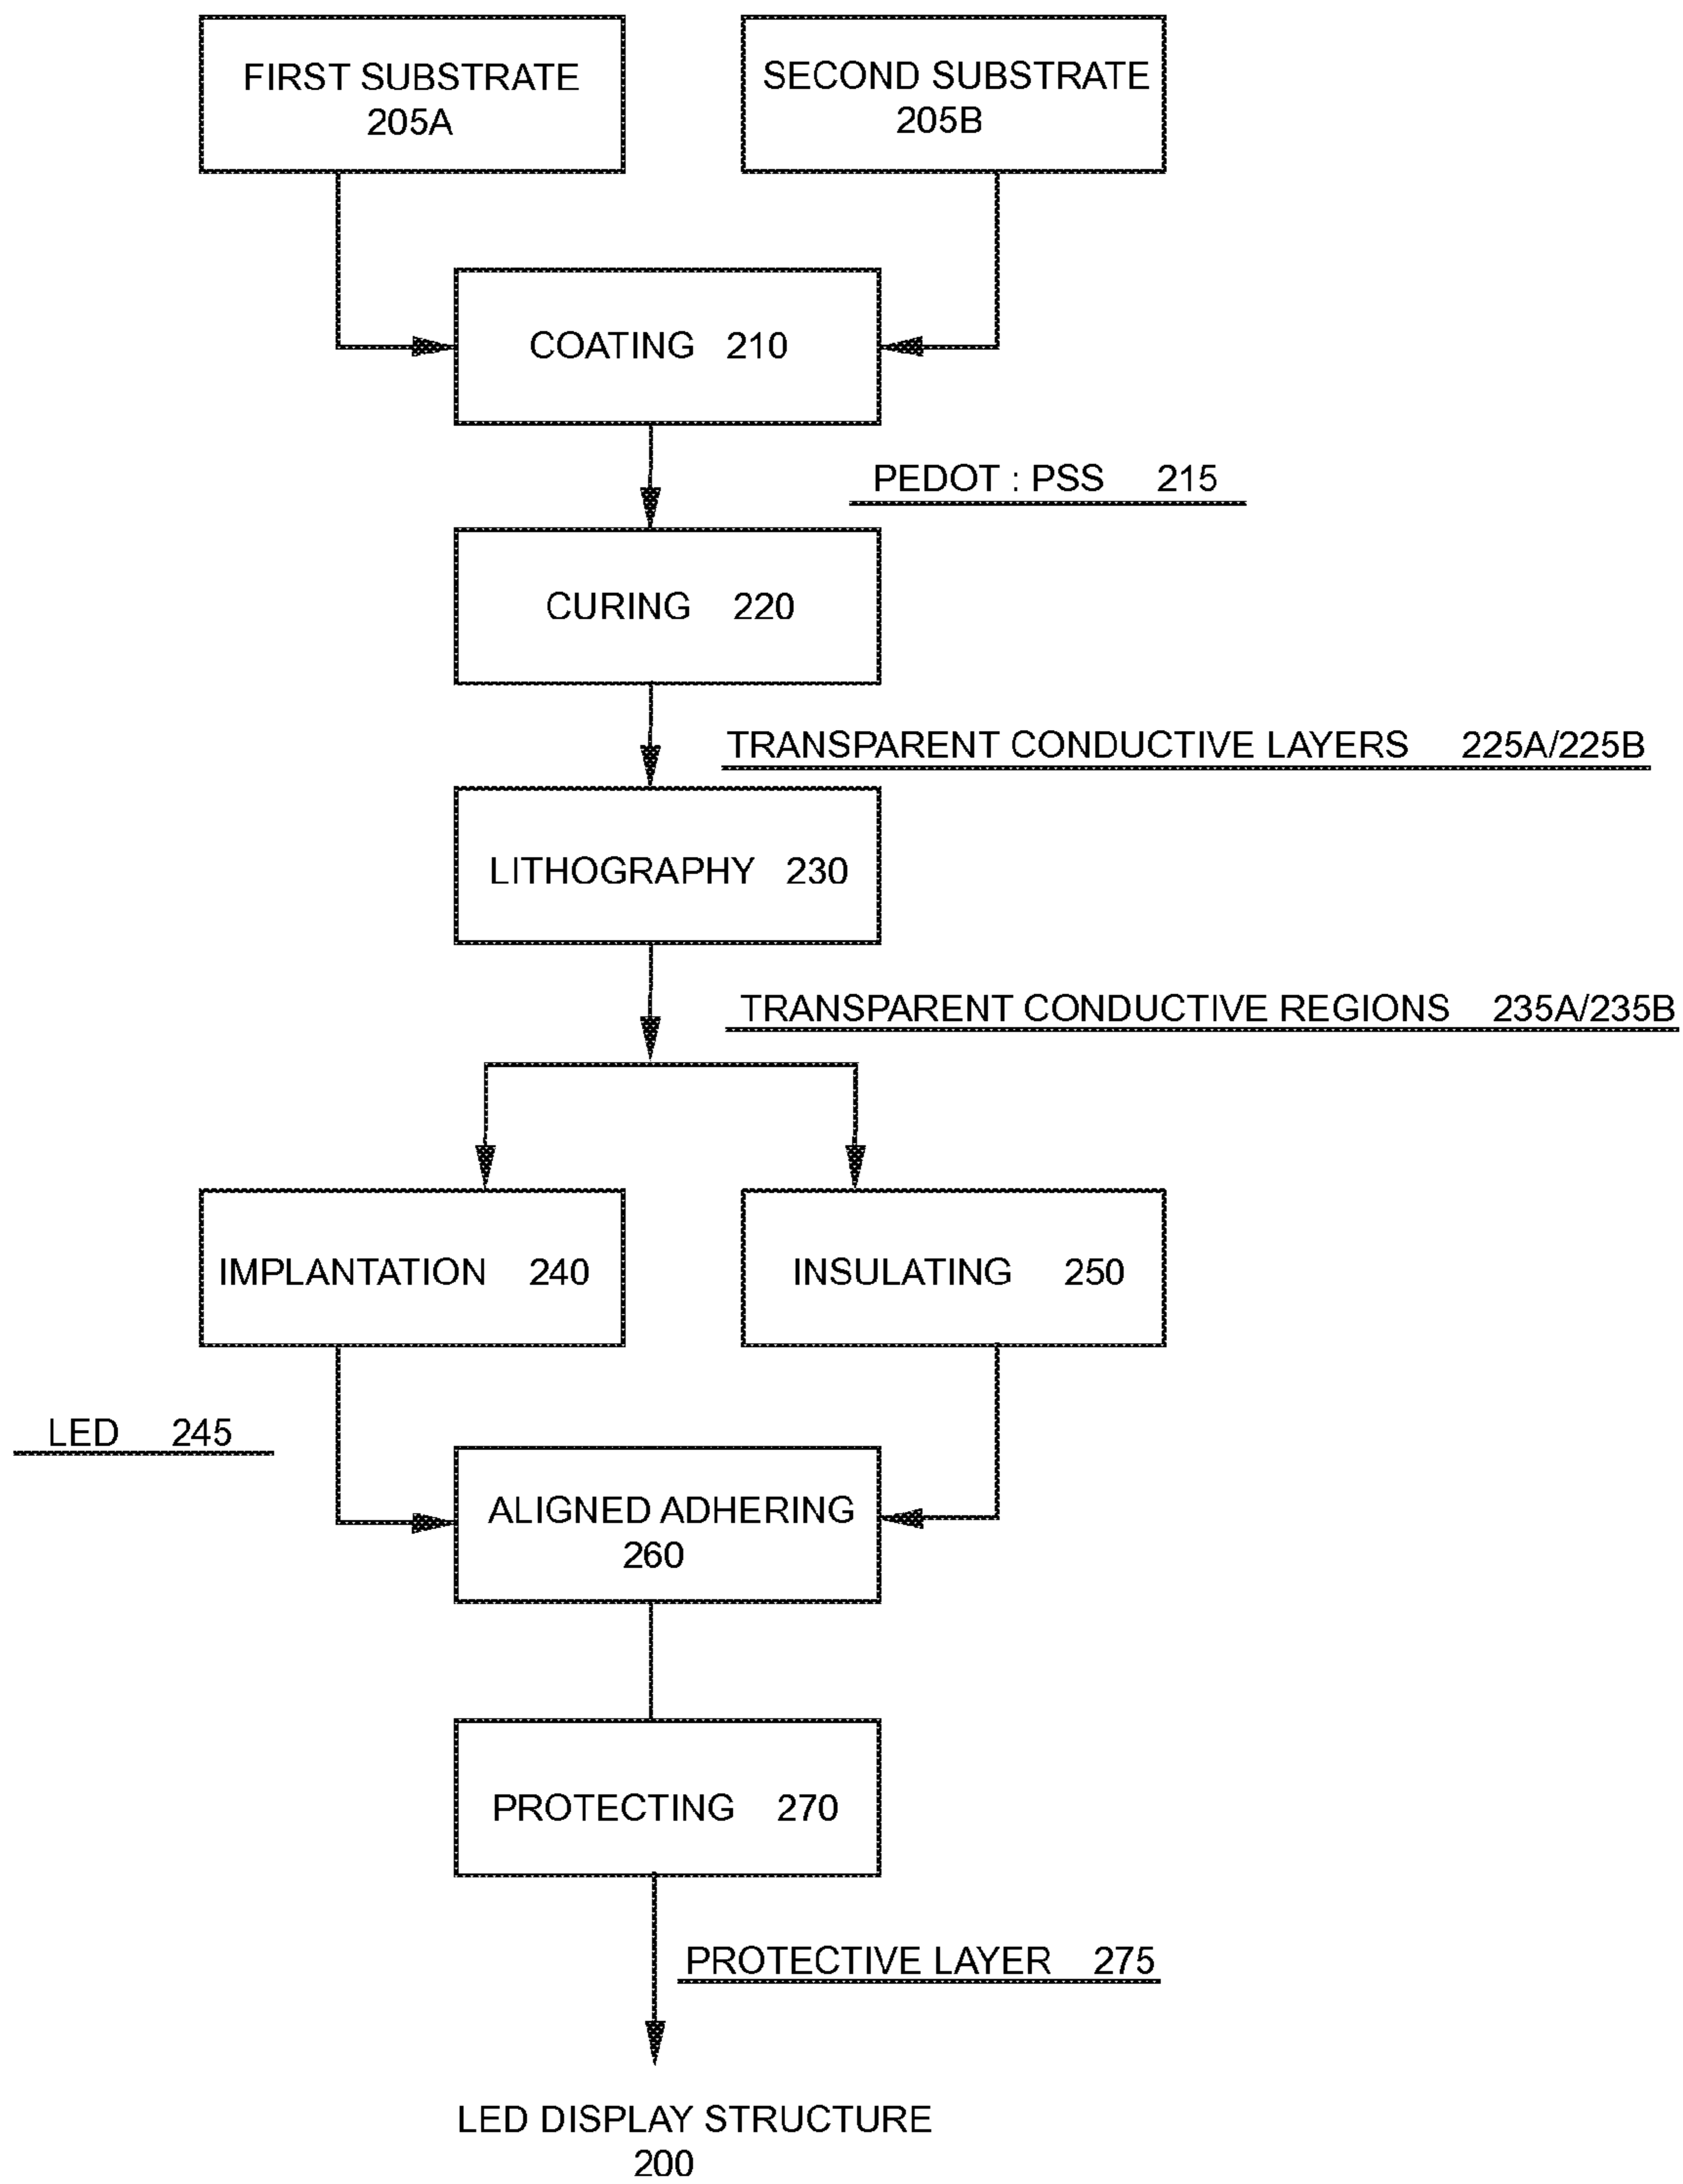 FIRST SUBSTRATE
205A
SECOND SUBSTRATE
205B
COATING 210
PEDOT : PSS 215
CURING 220
TRANSPARENT CONDUCTIVE LAYERS 225A/225B
LITHOGRAPHY 230
TRANSPARENT CONDUCTIVE REGIONS 235A/235B
IMPLANTATION 240
INSULATING 250
LED 245
ALIGNED ADHERING
260
PROTECTING 270
PROTECTIVE LAYER 275
LED DISPLAY STRUCTURE
200